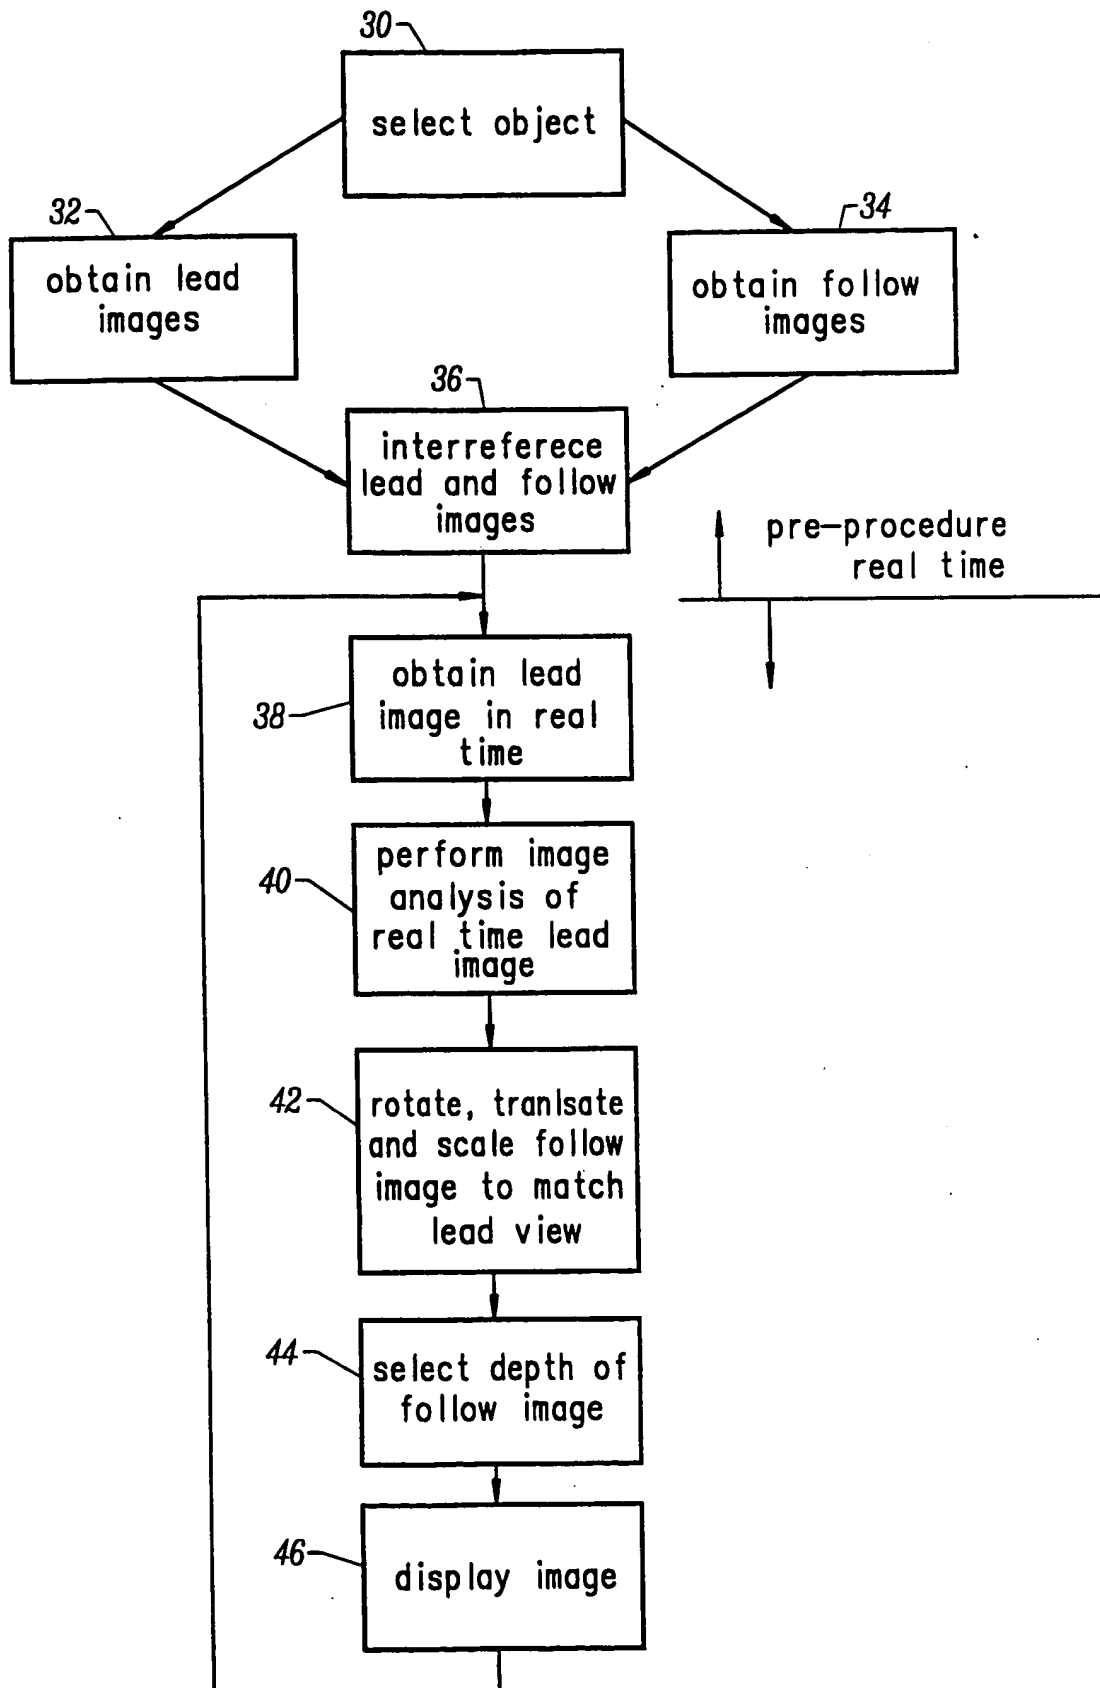 30
select object
32
obtain lead
images
34
obtain follow
images
36
interreferece
lead and follow
images
pre-procedure
real time
38
obtain lead
image in real
time
40
perform image
analysis of
real time lead
image
42
rotate, tranlsate
and scale follow
image to match
lead view
44
select depth of
follow image
46
display image